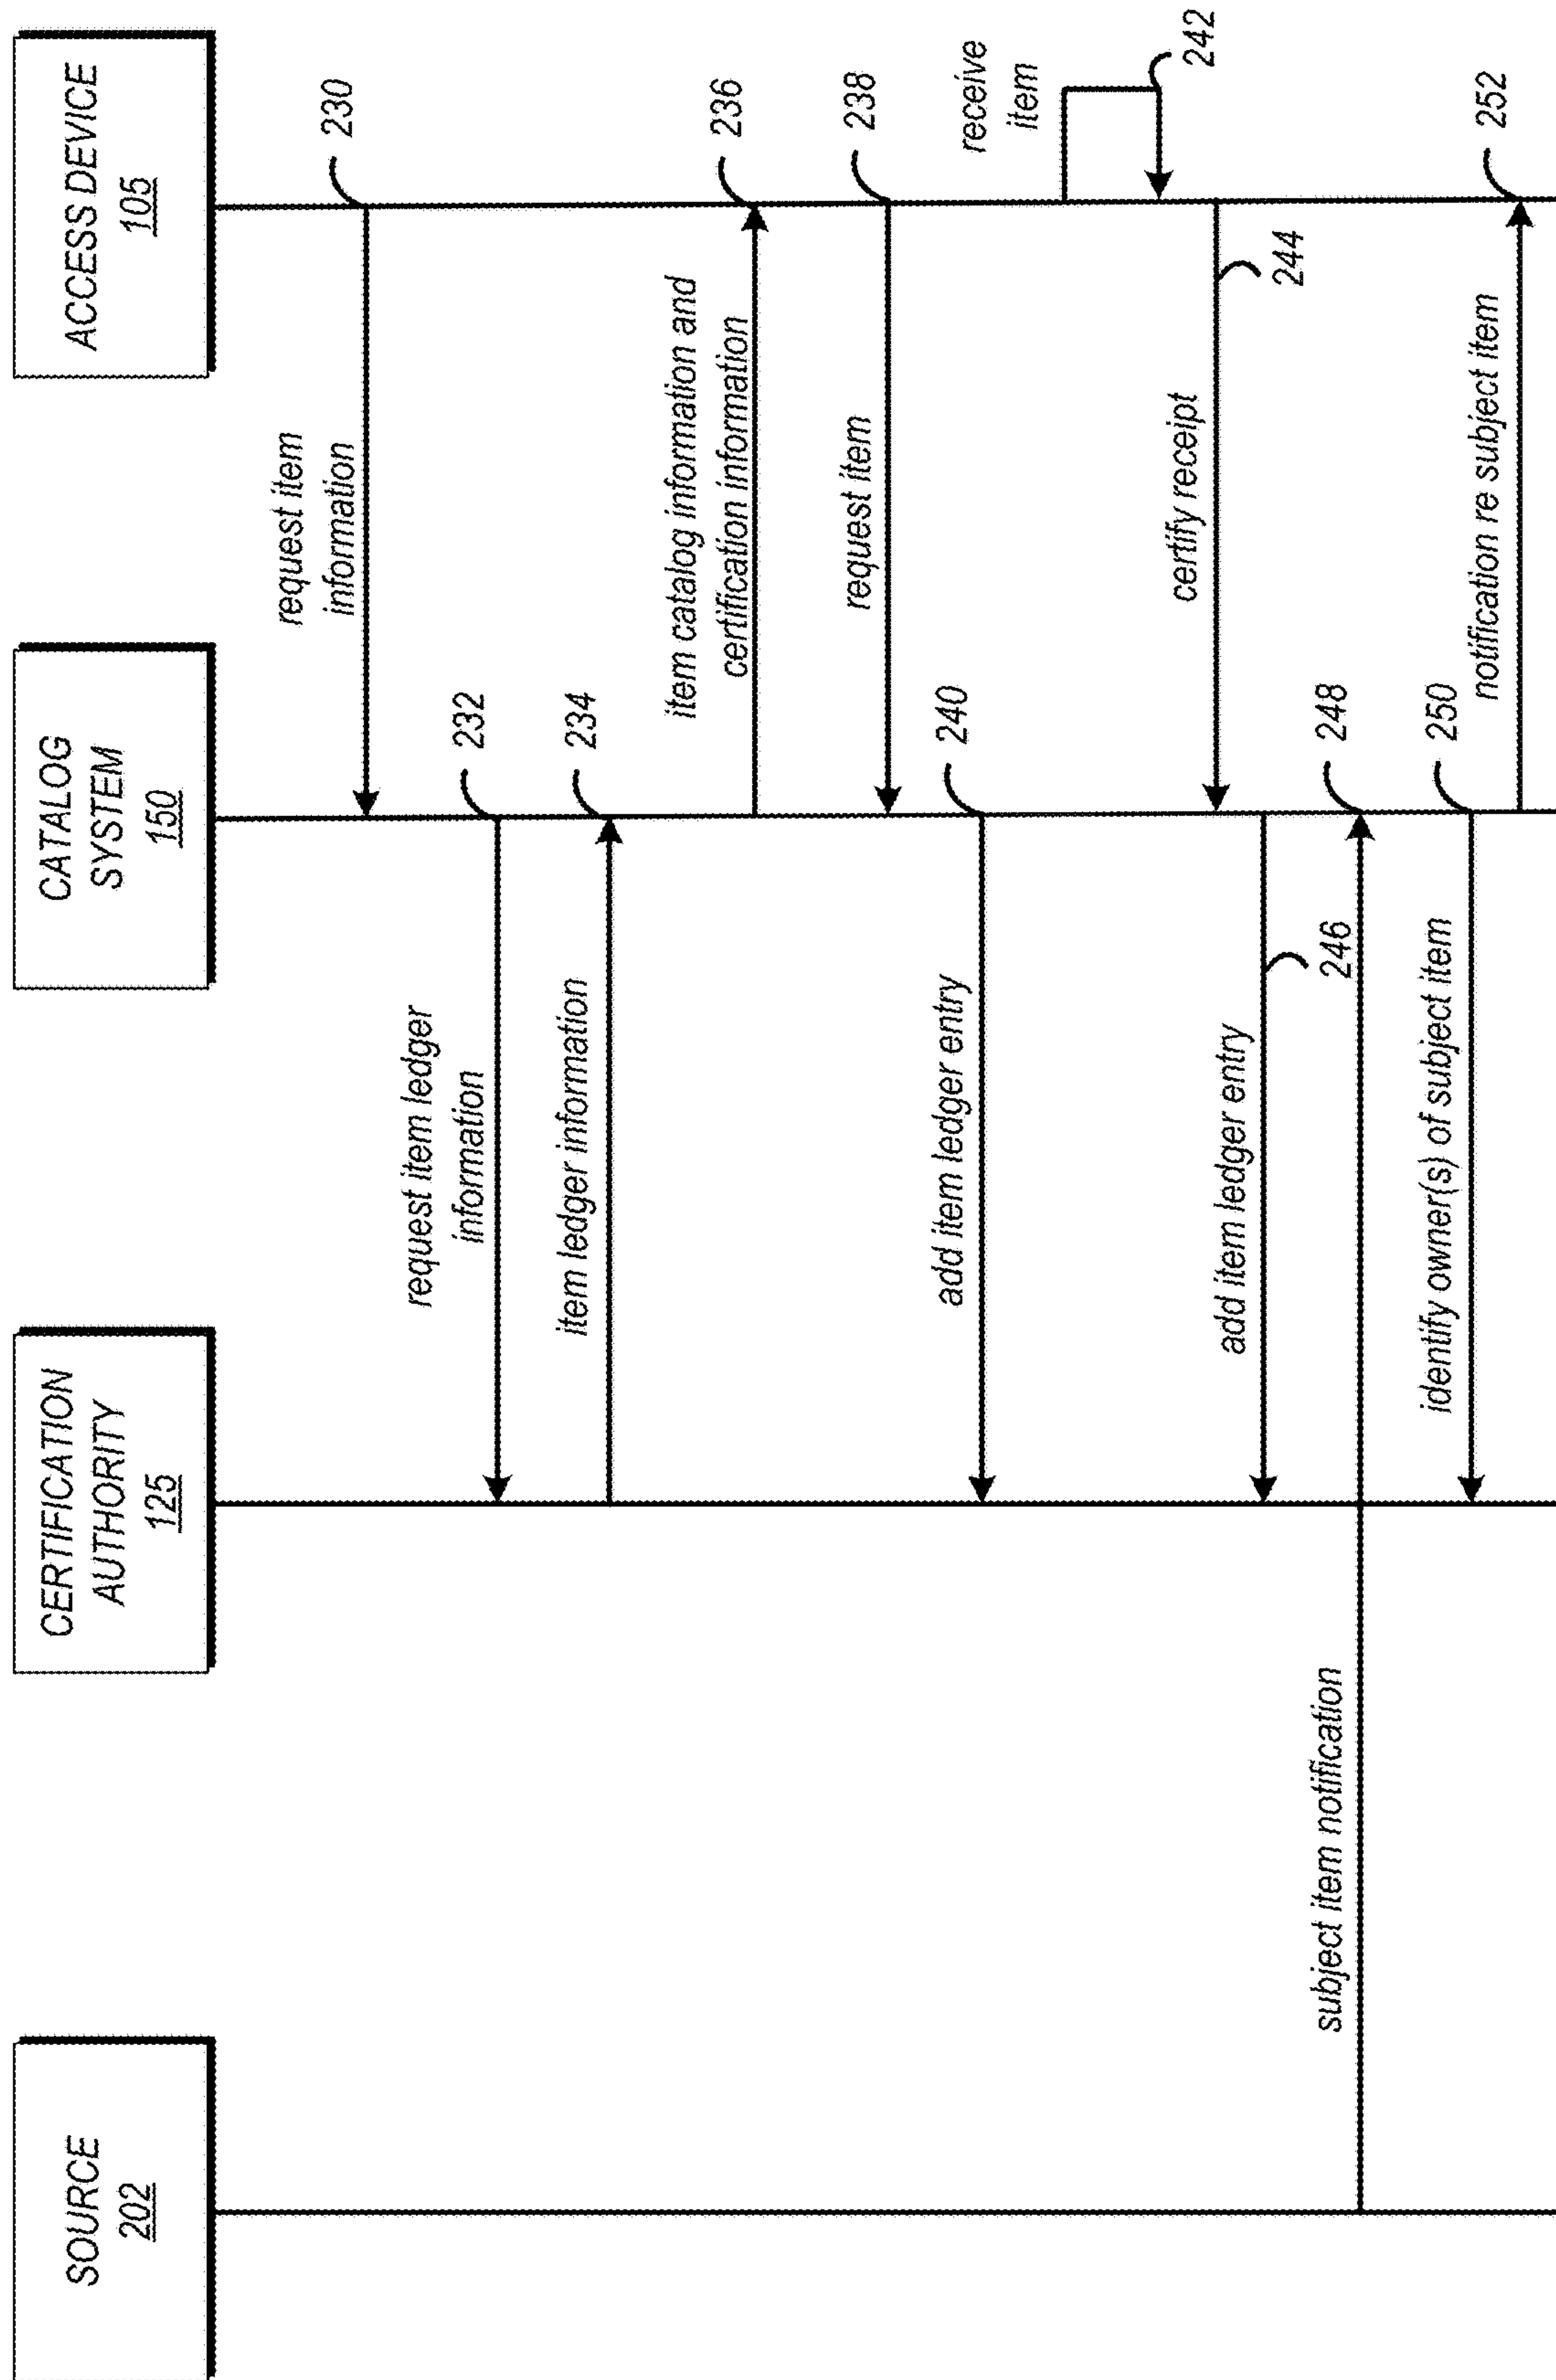 SOURCE
202
CERTIFICATION
AUTHORITY
125
CATALOG
SYSTEM
150
ACCESS DEVICE
105
request item
information
230
232
request item ledger
information
234
item ledger information
item catalog information and
certification information
236
request item
238
240
add item ledger entry
receive
item
242
certify receipt
244
add item ledger entry
246
subject item notification
248
identify owner(s) of subject item
250
notification re subject item
252